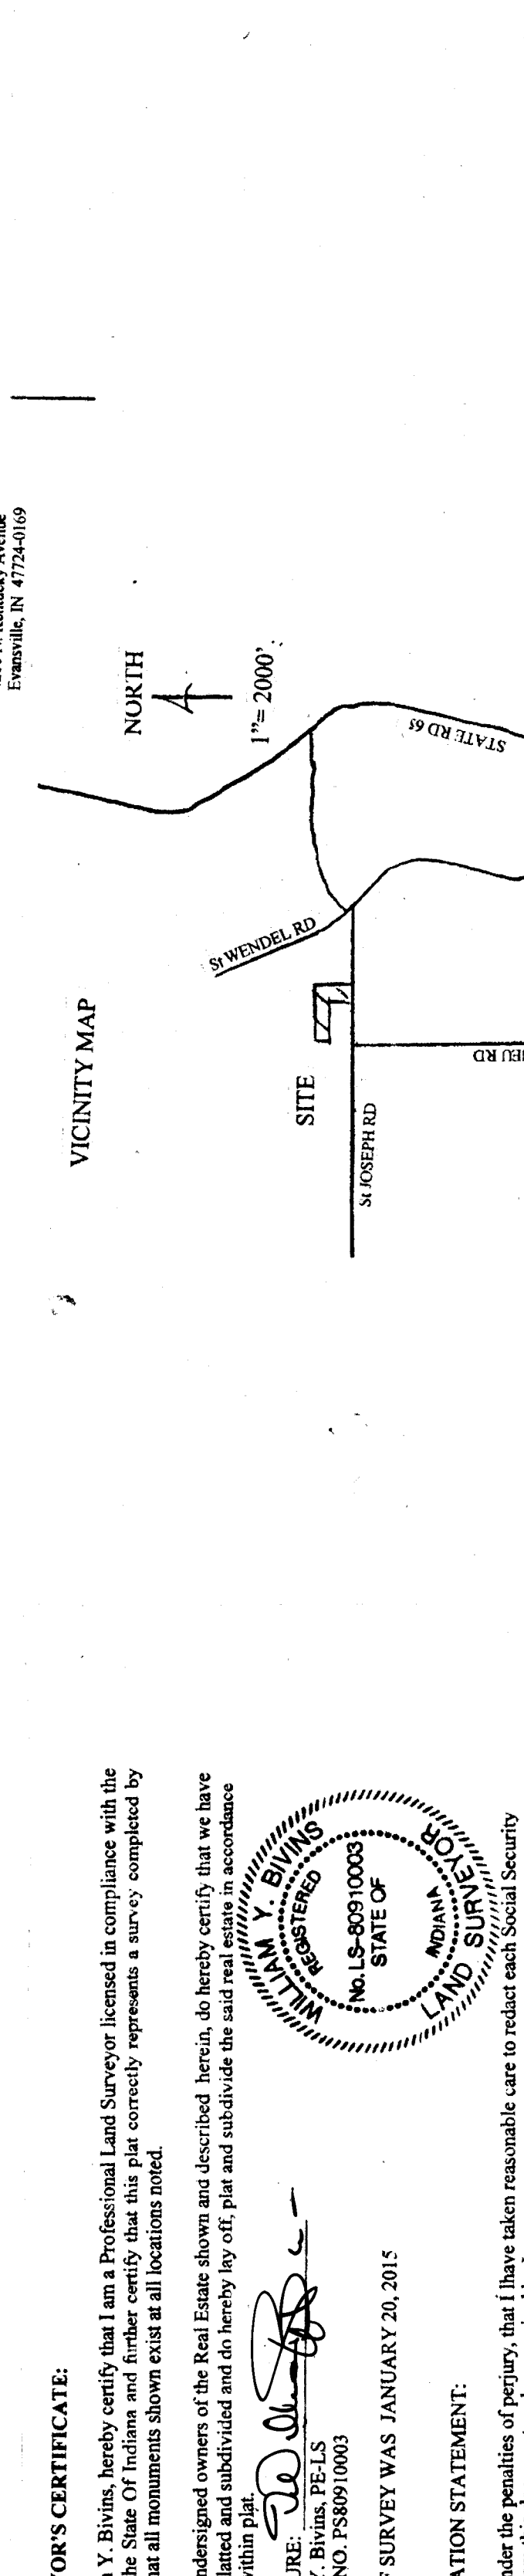 Evansville, IN 47724-0169
VICINITY MAP
NORTH
1"= 2000'
St WENDEL RD
SITE
St JOSEPH RD
STATE RD 65
EU RD
OR'S CERTIFICATE:
Y. Bivins, hereby certify that I am a Professional Land Surveyor licensed in compliance with the
he State Of Indiana and further certify that this plat correctly represents a survey completed by
hat all monuments shown exist at all locations noted.
ndersigned owners of the Real Estate shown and described herein, do hereby certify that we have
latted and subdivided and do hereby lay off, plat and subdivide the said real estate in accordance
within plat.
URE:
Y. Bivins, PE-LS
NO. PS80910003
WILLIAM Y. BIVINS
REGISTERED
No. LS-80910003
STATE OF
INDIANA
LAND SURVEYOR
F SURVEY WAS JANUARY 20, 2015
ATION STATEMENT:
nder the penalties of perjury, that I lhave taken reasonable care to redact each Social Security